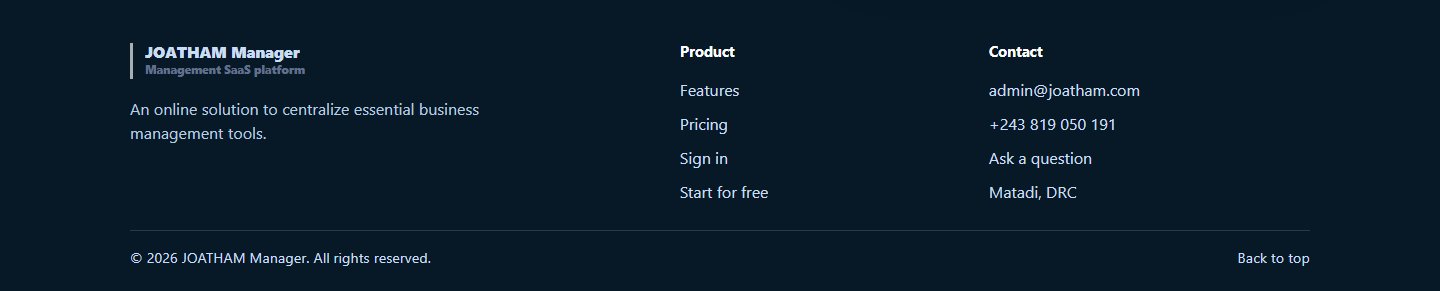 JOATHAM Manager
Management SaaS platform
An online solution to centralize essential business
management tools.
Product
Features
Pricing
Sign in
Start for free
Contact
admin@joatham.com
+243 819 050 191
Ask a question
Matadi, DRC
© 2026 JOATHAM Manager. All rights reserved.
Back to top